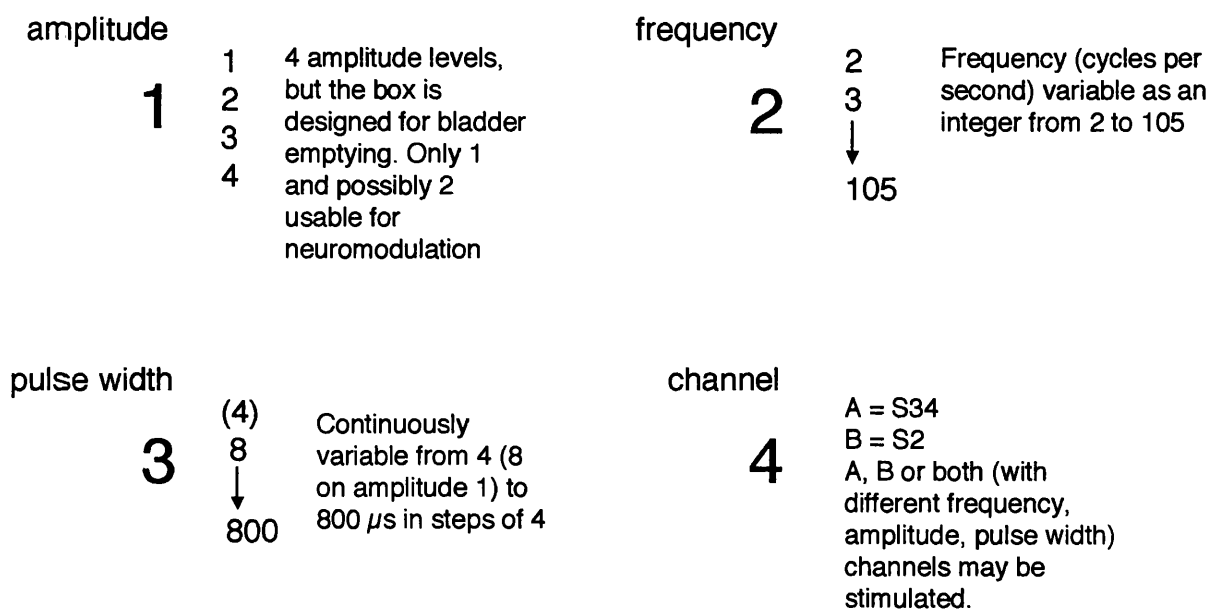 amplitude
1
1
2
3
4
4 amplitude levels,
but the box is
designed for bladder
emptying. Only 1
and possibly 2
usable for
neuromodulation
frequency
2
2
3
105
Frequency (cycles per
second) variable as an
integer from 2 to 105
pulse width
3
(4)
8
800
Continuously
variable from 4 (8
on amplitude 1) to
800 µs in steps of 4
channel
4
A = S34
B = S2
A, B or both (with
different frequency,
amplitude, pulse width)
channels may be
stimulated.